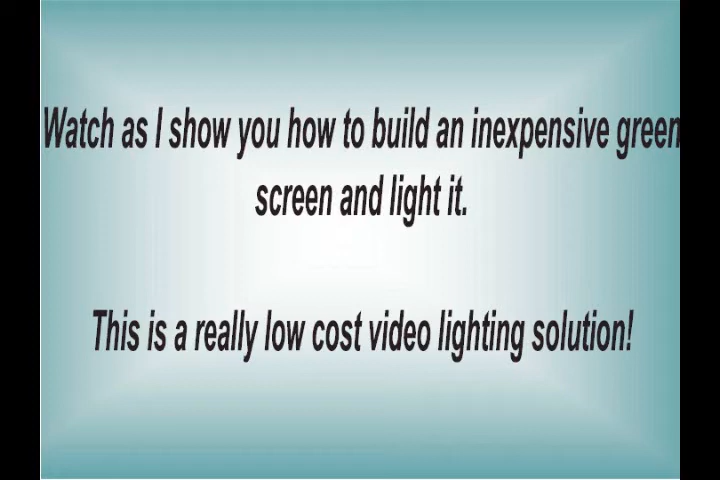 Watch as I show you how to build an inexpensive green
screen and light it.
This is a really low cost video lighting solution!